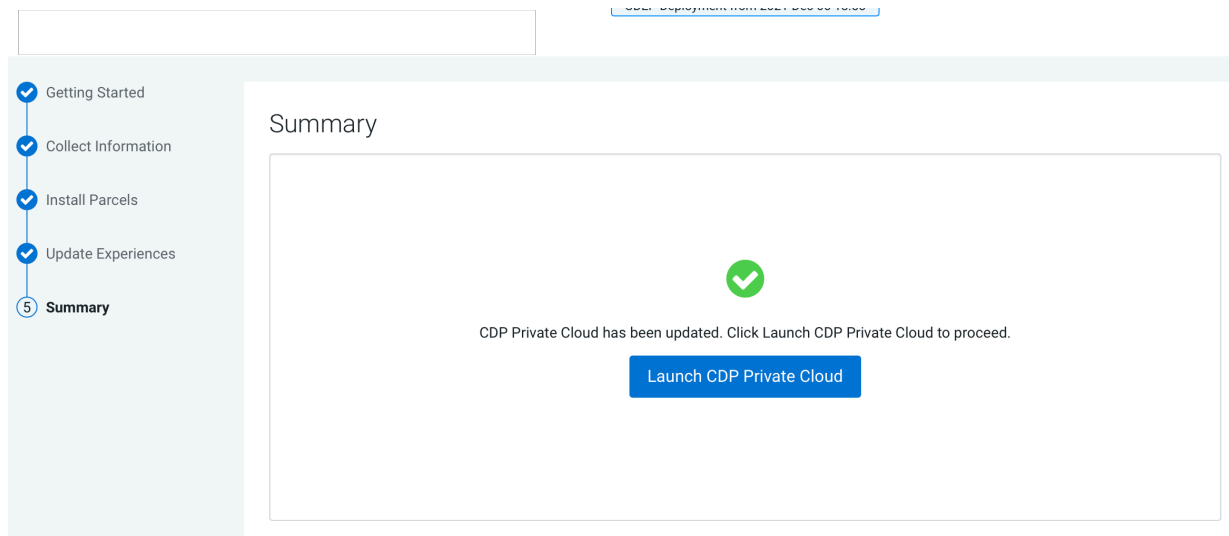 Getting Started
Collect Information
Install Parcels
Update Experiences
5 Summary
Summary
CDP Private Cloud has been updated. Click Launch CDP Private Cloud to proceed.
Launch CDP Private Cloud